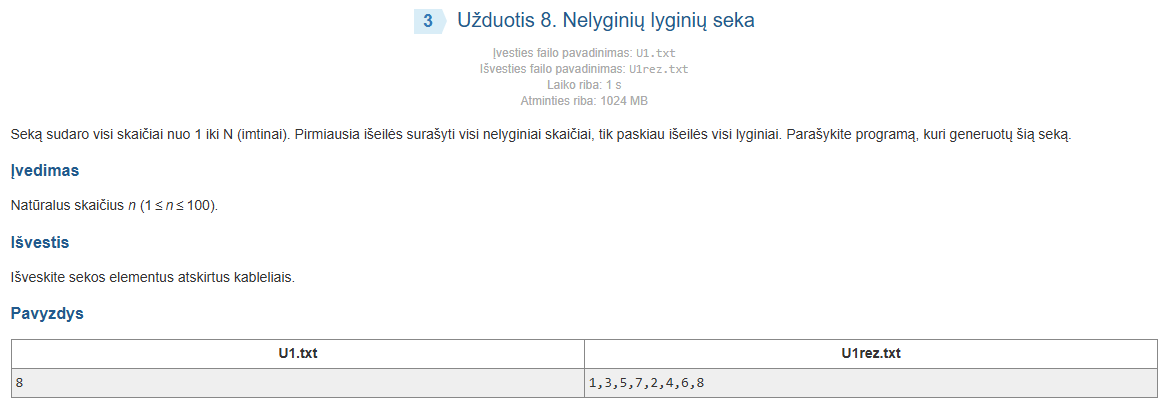 3 Užduotis 8. Nelyginių lyginių seka
Įvesties failo pavadinimas: U1.txt
Išvesties failo pavadinimas: U1rez.txt
Laiko riba: 1 s
Atminties riba: 1024 MB
Seką sudaro visi skaičiai nuo 1 iki N (imtinai). Pirmiausia išeilės surašyti visi nelyginiai skaičiai, tik paskiau išeilės visi lyginiai. Parašykite programą, kuri generuotų šią seką.
Įvedimas
Natūralus skaičius n (1 ≤ n ≤ 100).
Išvestis
Išveskite sekos elementus atskirtus kableliais.
Pavyzdys
U1.txt U1rez.txt
8 1,3,5,7,2,4,6,8